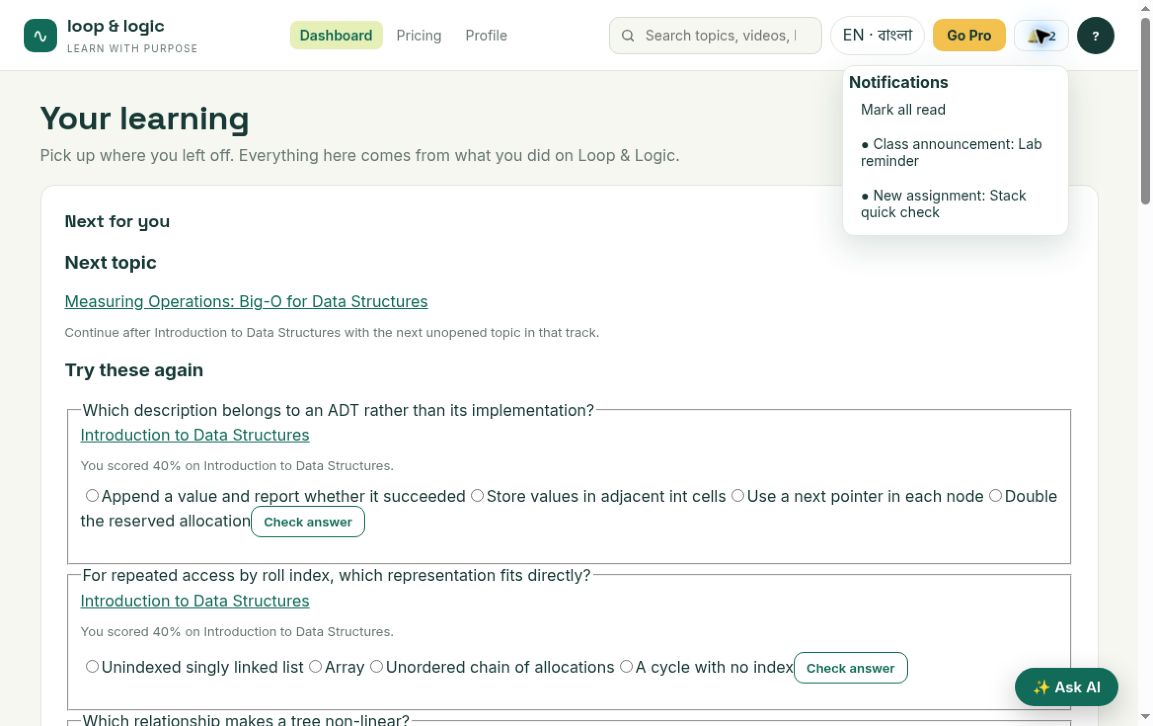 loop & logic
LEARN WITH PURPOSE
Dashboard
Pricing
Profile
Search topics, videos,
EN · বাংলা
Go Pro
2
?
Notifications
Mark all read
● Class announcement: Lab
reminder
● New assignment: Stack
quick check
Your learning
Pick up where you left off. Everything here comes from what you did on Loop & Logic.
Next for you
Next topic
Measuring Operations: Big-O for Data Structures
Continue after Introduction to Data Structures with the next unopened topic in that track.
Try these again
Which description belongs to an ADT rather than its implementation?
Introduction to Data Structures
You scored 40% on Introduction to Data Structures.
Append a value and report whether it succeeded Store values in adjacent int cells Use a next pointer in each node Double
the reserved allocation Check answer
For repeated access by roll index, which representation fits directly?
Introduction to Data Structures
You scored 40% on Introduction to Data Structures.
Unindexed singly linked list Array Unordered chain of allocations A cycle with no index Check answer
✨ Ask AI
Which relationship makes a tree non-linear?